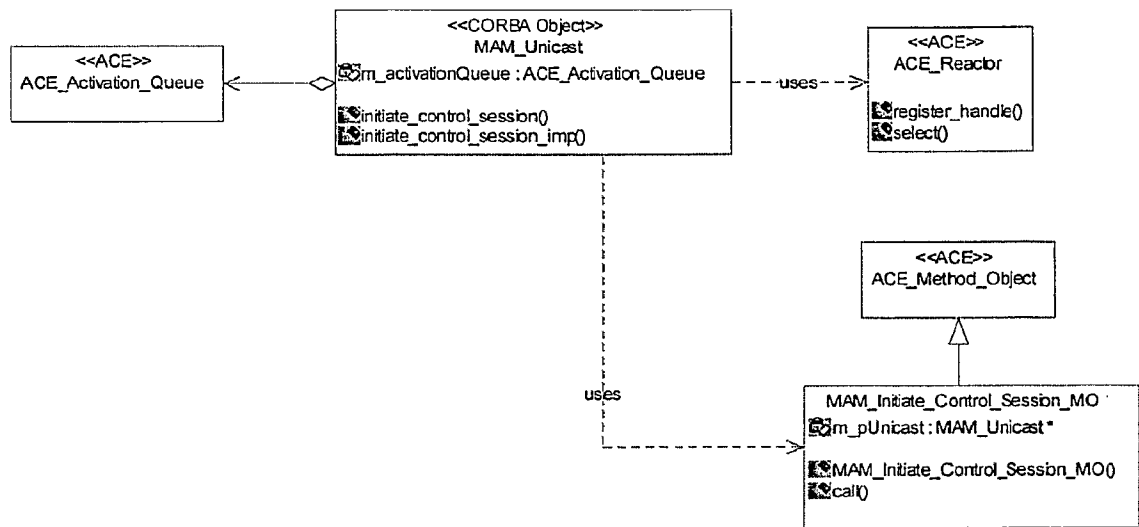 <<ACE>>
ACE_Activation_Queue
<<CORBA Object>>
MAM_Unicast
m_activationQueue : ACE_Activation_Queue
initiate_control_session()
initiate_control_session_imp()
uses
<<ACE>>
ACE_Reactor
register_handle()
select()
<<ACE>>
ACE_Method_Object
uses
MAM_Initiate_Control_Session_MO
m_pUnicast : MAM_Unicast *
MAM_Initiate_Control_Session_MO()
call()